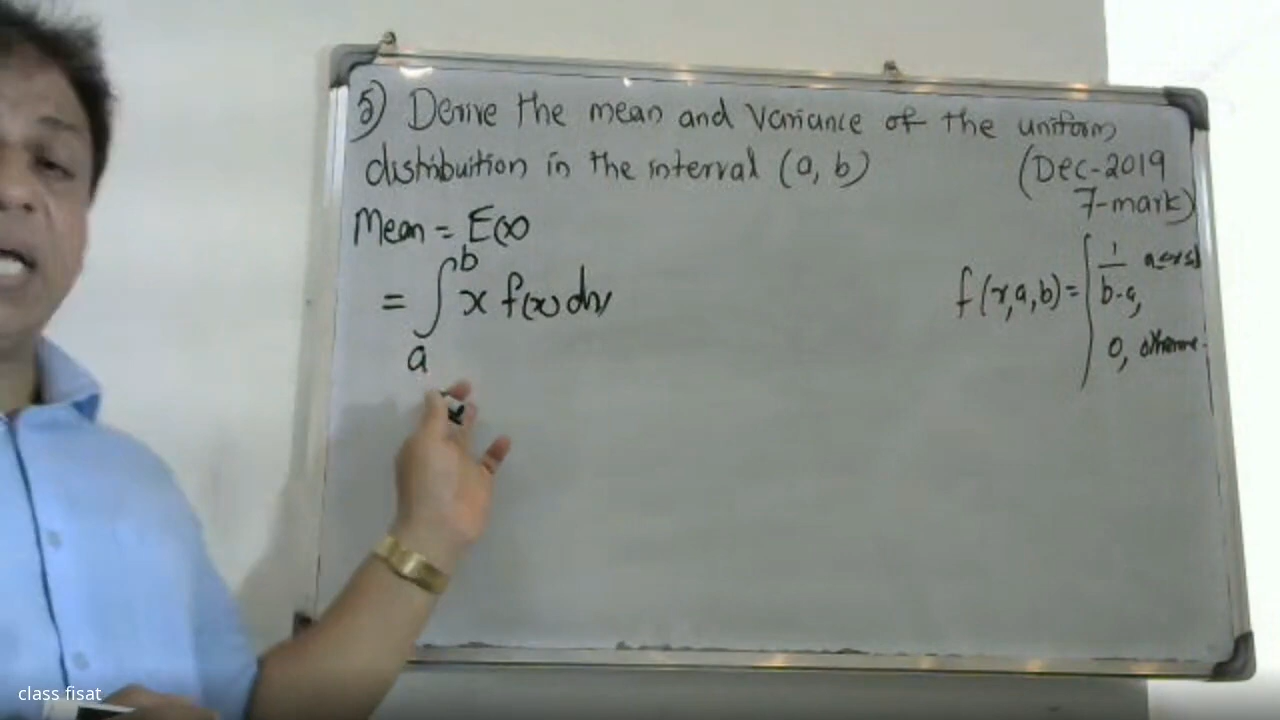 5) Derive the mean and variance of the uniform
distribuition in the interval (a, b) (Dec-2019
7-mark)
Mean = E(x)
= ∫ₐᵇ x f(x) dx
f(x,a,b) = { 1/b-a, a≤x≤b
0, otherwise.
class fisat